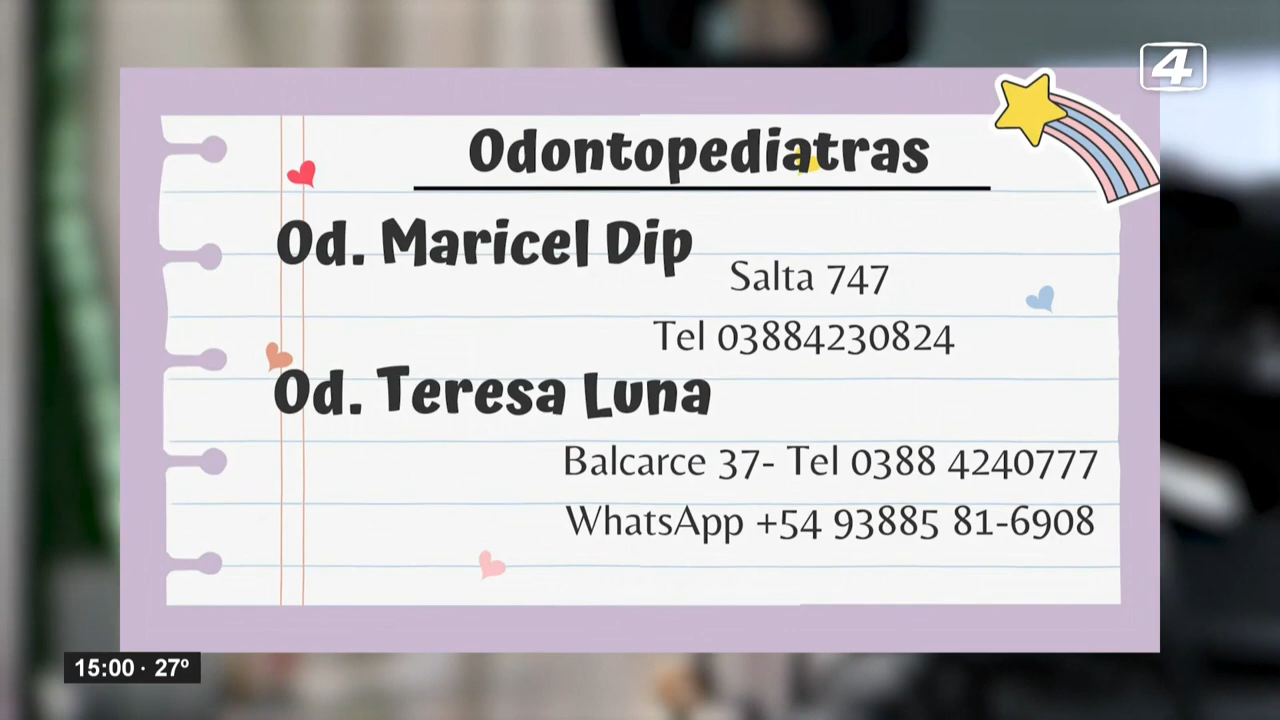 4
Odontopediatras
Od. Maricel Dip
Salta 747
Tel 03884230824
Od. Teresa Luna
Balcarce 37- Tel 0388 4240777
WhatsApp +54 93885 81-6908
15:00 · 27º